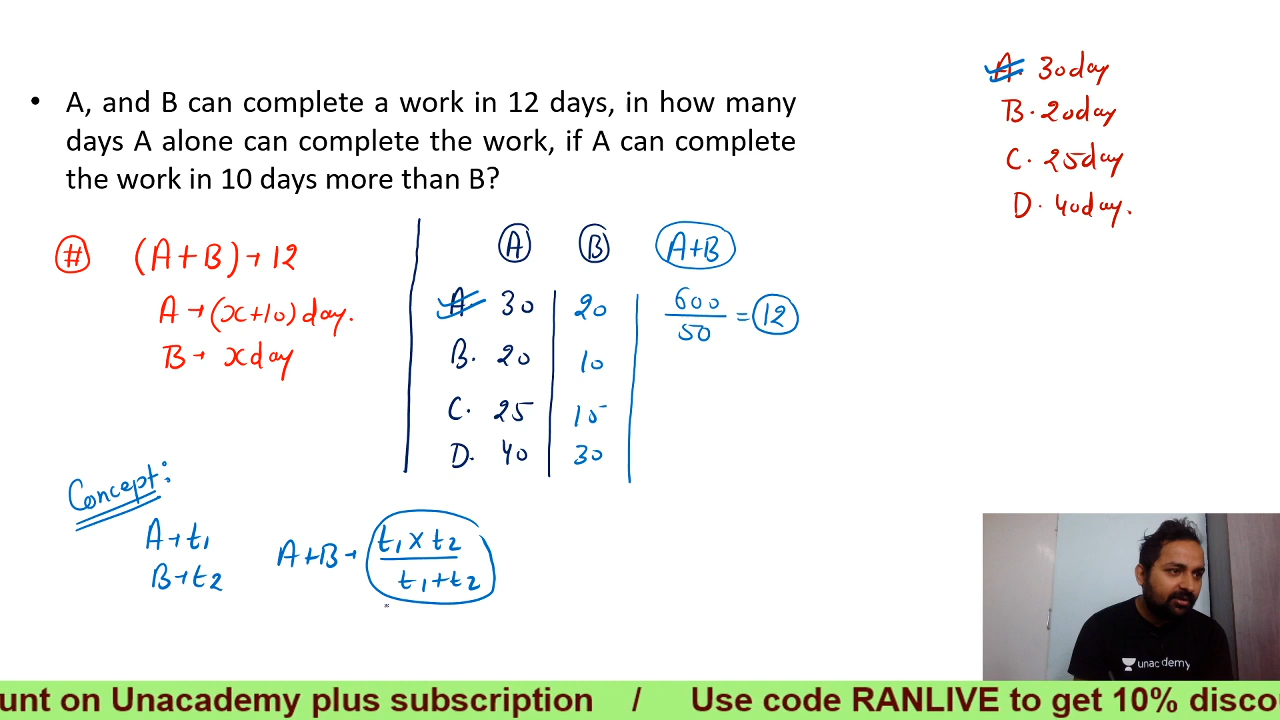 • A, and B can complete a work in 12 days, in how many
days A alone can complete the work, if A can complete
the work in 10 days more than B?
A. 30day
B. 20day
C. 25day
D. 40day.
# (A+B) → 12
A → (x+10) day.
B → x day
A B A+B
A. 30 20 600/50 = 12
B. 20 10
C. 25 15
D. 40 30
Concept:
A → t1
B → t2
A+B → t1 x t2 / t1+t2
unacademy
unt on Unacademy plus subscription / Use code RANLIVE to get 10% disco